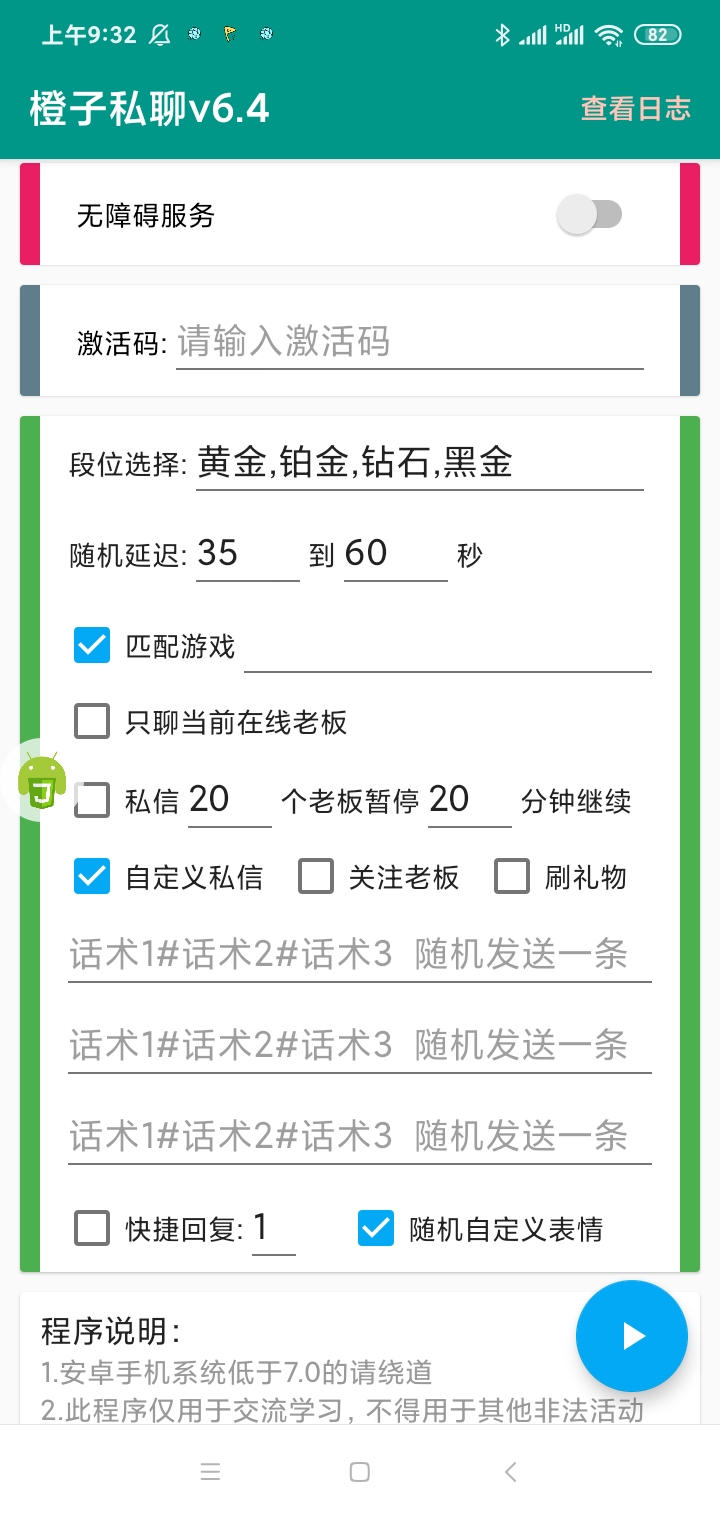 上午9:32 HD 82
橙子私聊v6.4 查看日志
无障碍服务
激活码: 请输入激活码
段位选择: 黄金,铂金,钻石,黑金
随机延迟: 35 到 60 秒
匹配游戏
只聊当前在线老板
私信 20 个老板暂停 20 分钟继续
自定义私信 关注老板 刷礼物
话术1#话术2#话术3 随机发送一条
话术1#话术2#话术3 随机发送一条
话术1#话术2#话术3 随机发送一条
快捷回复: 1 随机自定义表情
程序说明:
1.安卓手机系统低于7.0的请绕道
2.此程序仅用于交流学习, 不得用于其他非法活动